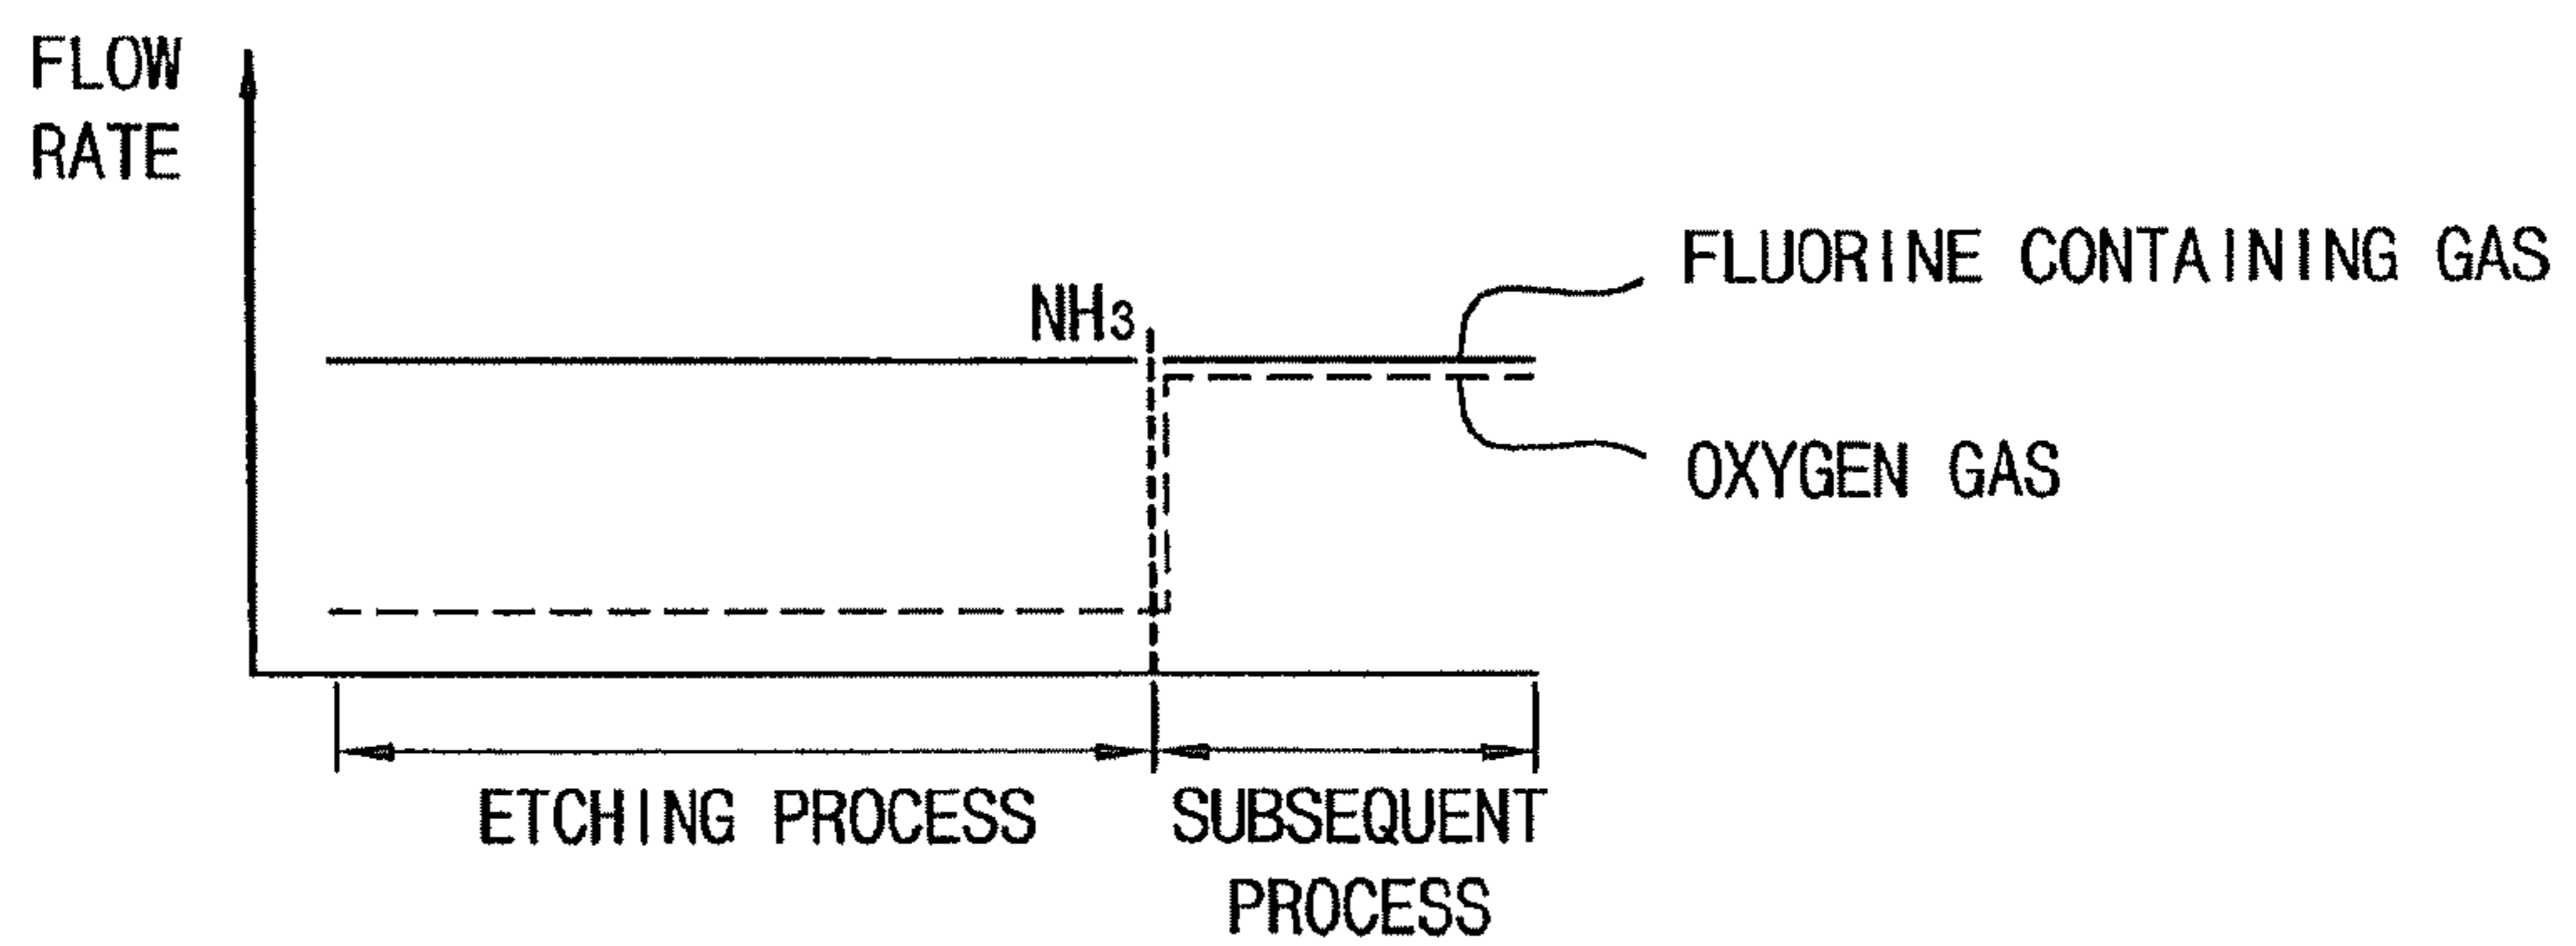 FLOW
RATE
NH3
FLUORINE CONTAINING GAS
OXYGEN GAS
ETCHING PROCESS
SUBSEQUENT
PROCESS